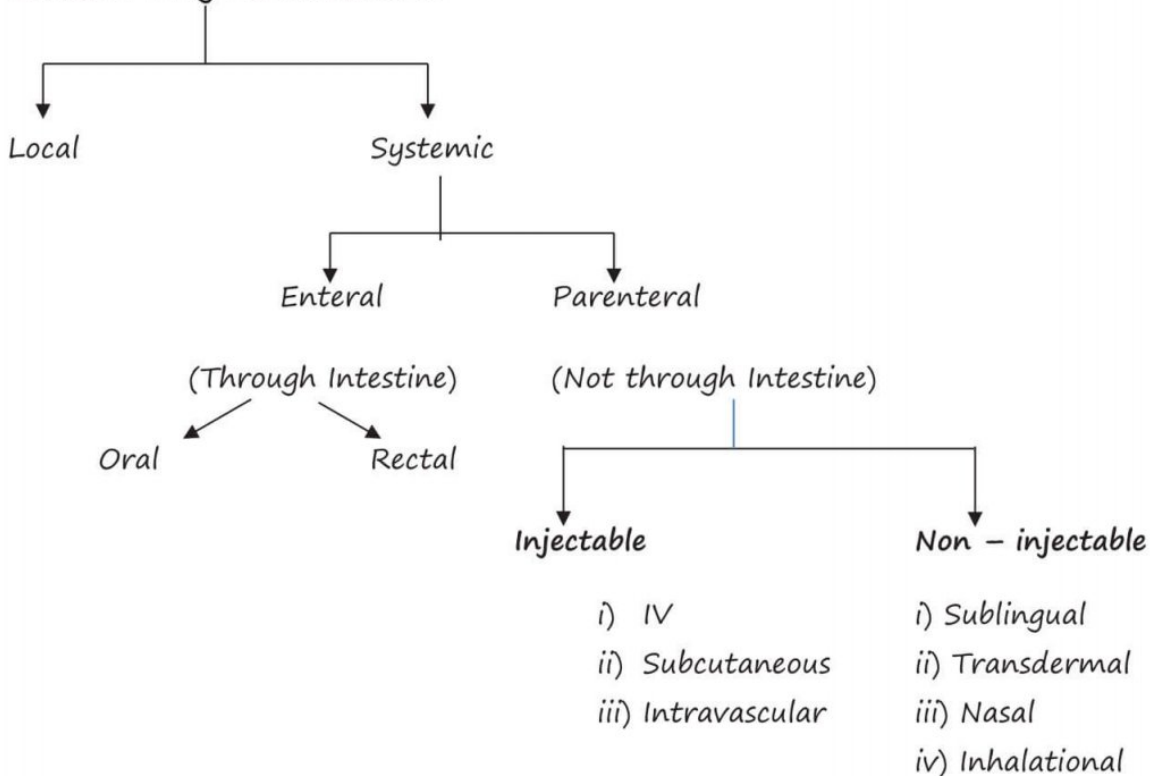 Local Systemic
Enteral Parenteral
(Through Intestine) (Not through Intestine)
Oral Rectal
Injectable Non – injectable
i) IV i) Sublingual
ii) Subcutaneous ii) Transdermal
iii) Intravascular iii) Nasal
iv) Inhalational